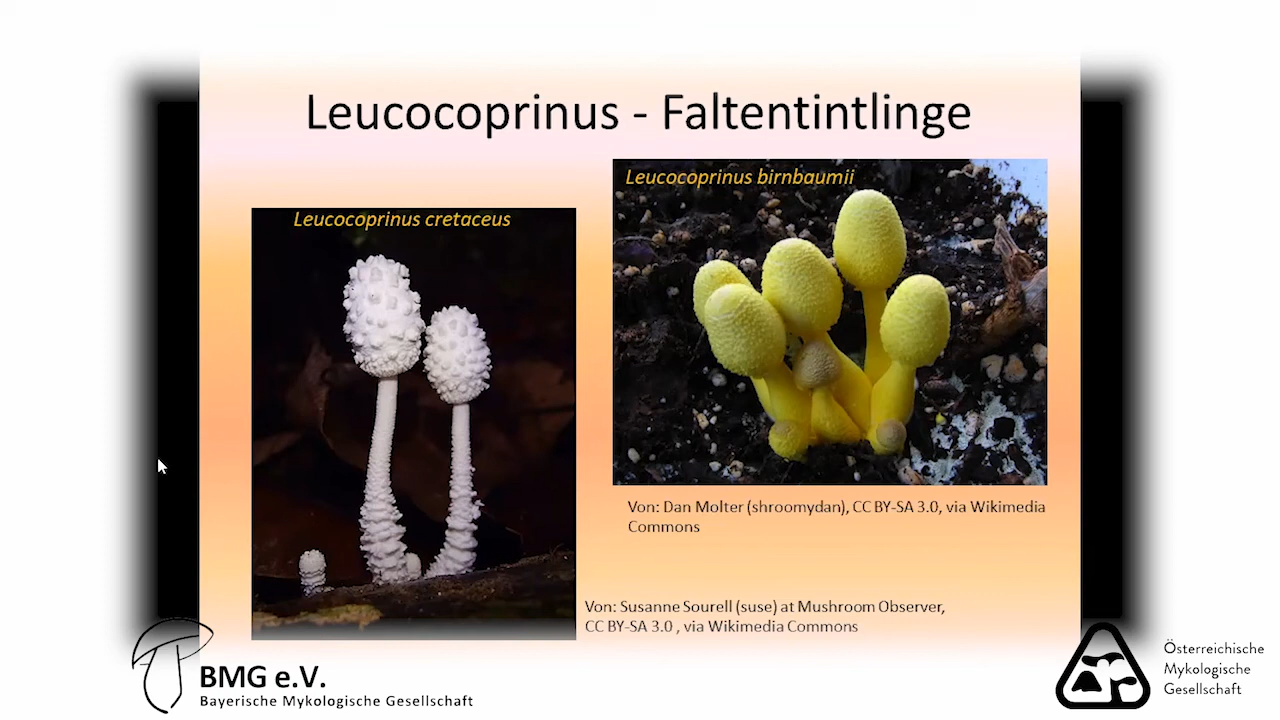 Leucocoprinus - Faltentintlinge
Leucocoprinus birnbaumii
Leucocoprinus cretaceus
Von: Dan Molter (shroomydan), CC BY-SA 3.0, via Wikimedia
Commons
Von: Susanne Sourell (suse) at Mushroom Observer,
CC BY-SA 3.0 , via Wikimedia Commons
BMG e.V.
Bayerische Mykologische Gesellschaft
Österreichische
Mykologische
Gesellschaft